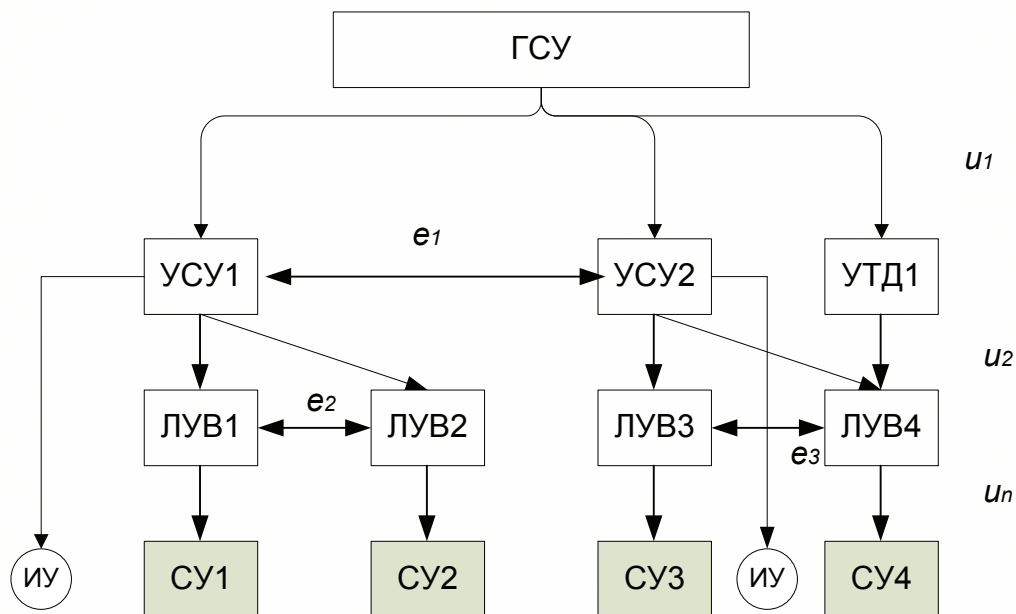 ГСУ
u1
e1
УСУ1
УСУ2
УТД1
u2
e2
ЛУВ1
ЛУВ2
ЛУВ3
ЛУВ4
e3
un
ИУ
СУ1
СУ2
СУ3
ИУ
СУ4